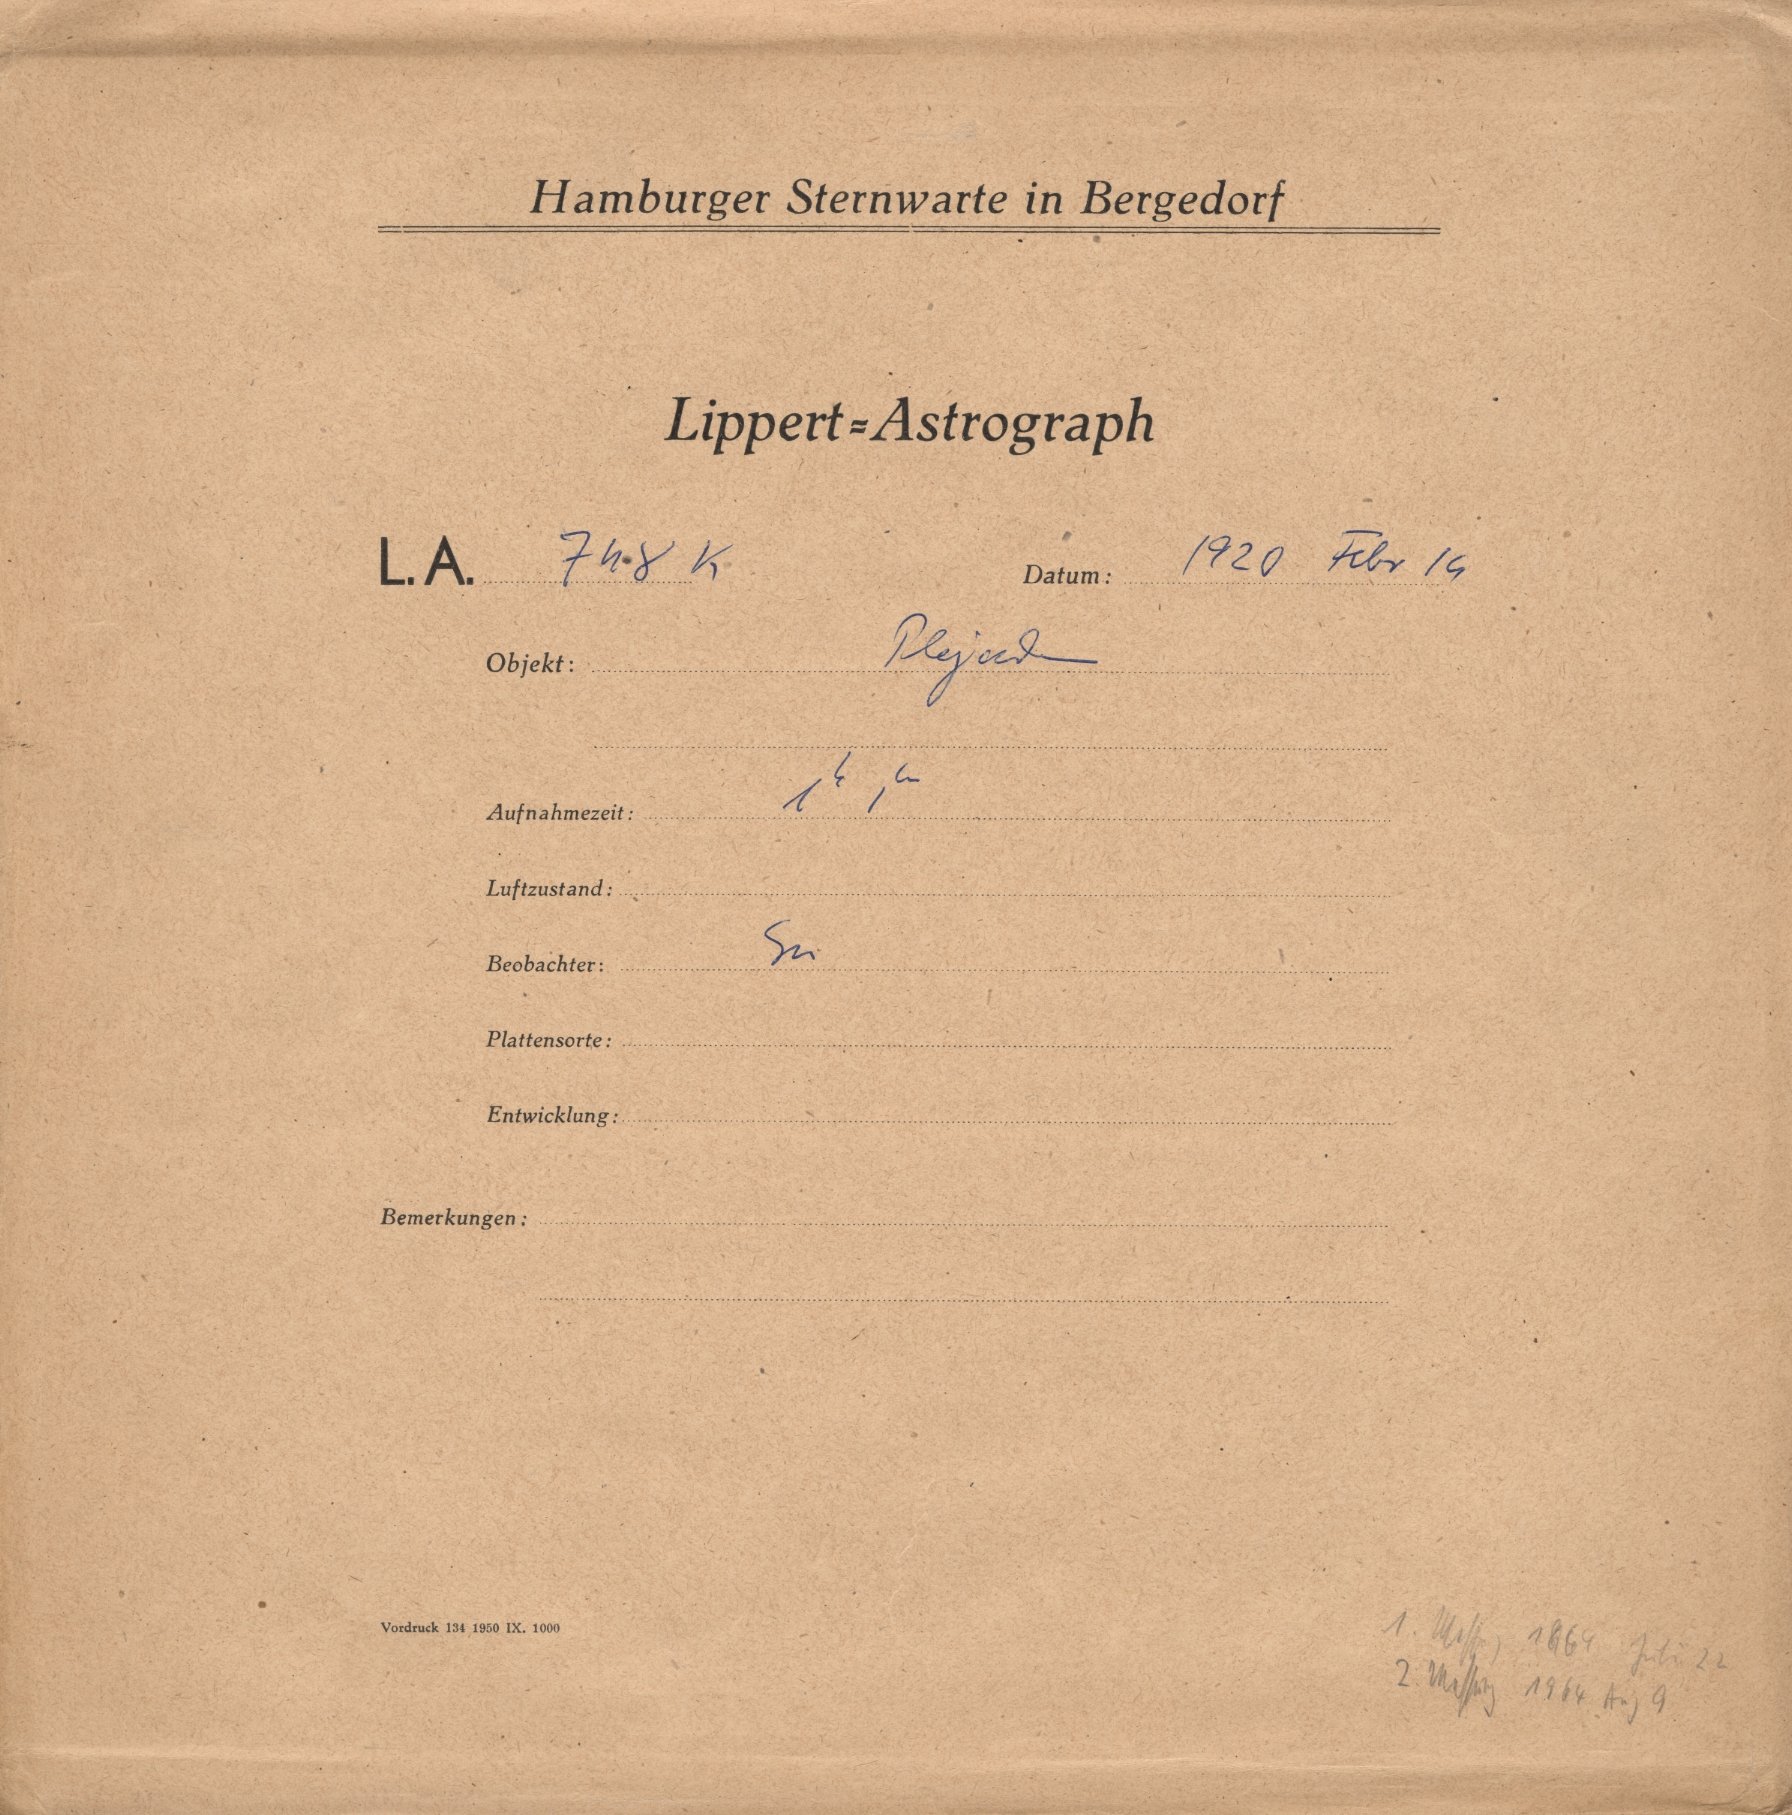 Hamburger Sternwarte in Bergedorf
Lippert=Astrograph
L.A. 748 K Datum: 1920 Febr 14
Objekt: Plejaden
Aufnahmezeit: 1h 1m
Luftzustand:
Beobachter:
Plattensorte:
Entwicklung:
Bemerkungen:
Vordruck 134 1950 IX. 1000
1. Messung 1964 Juli 22
2. Messung 1964 Aug 9